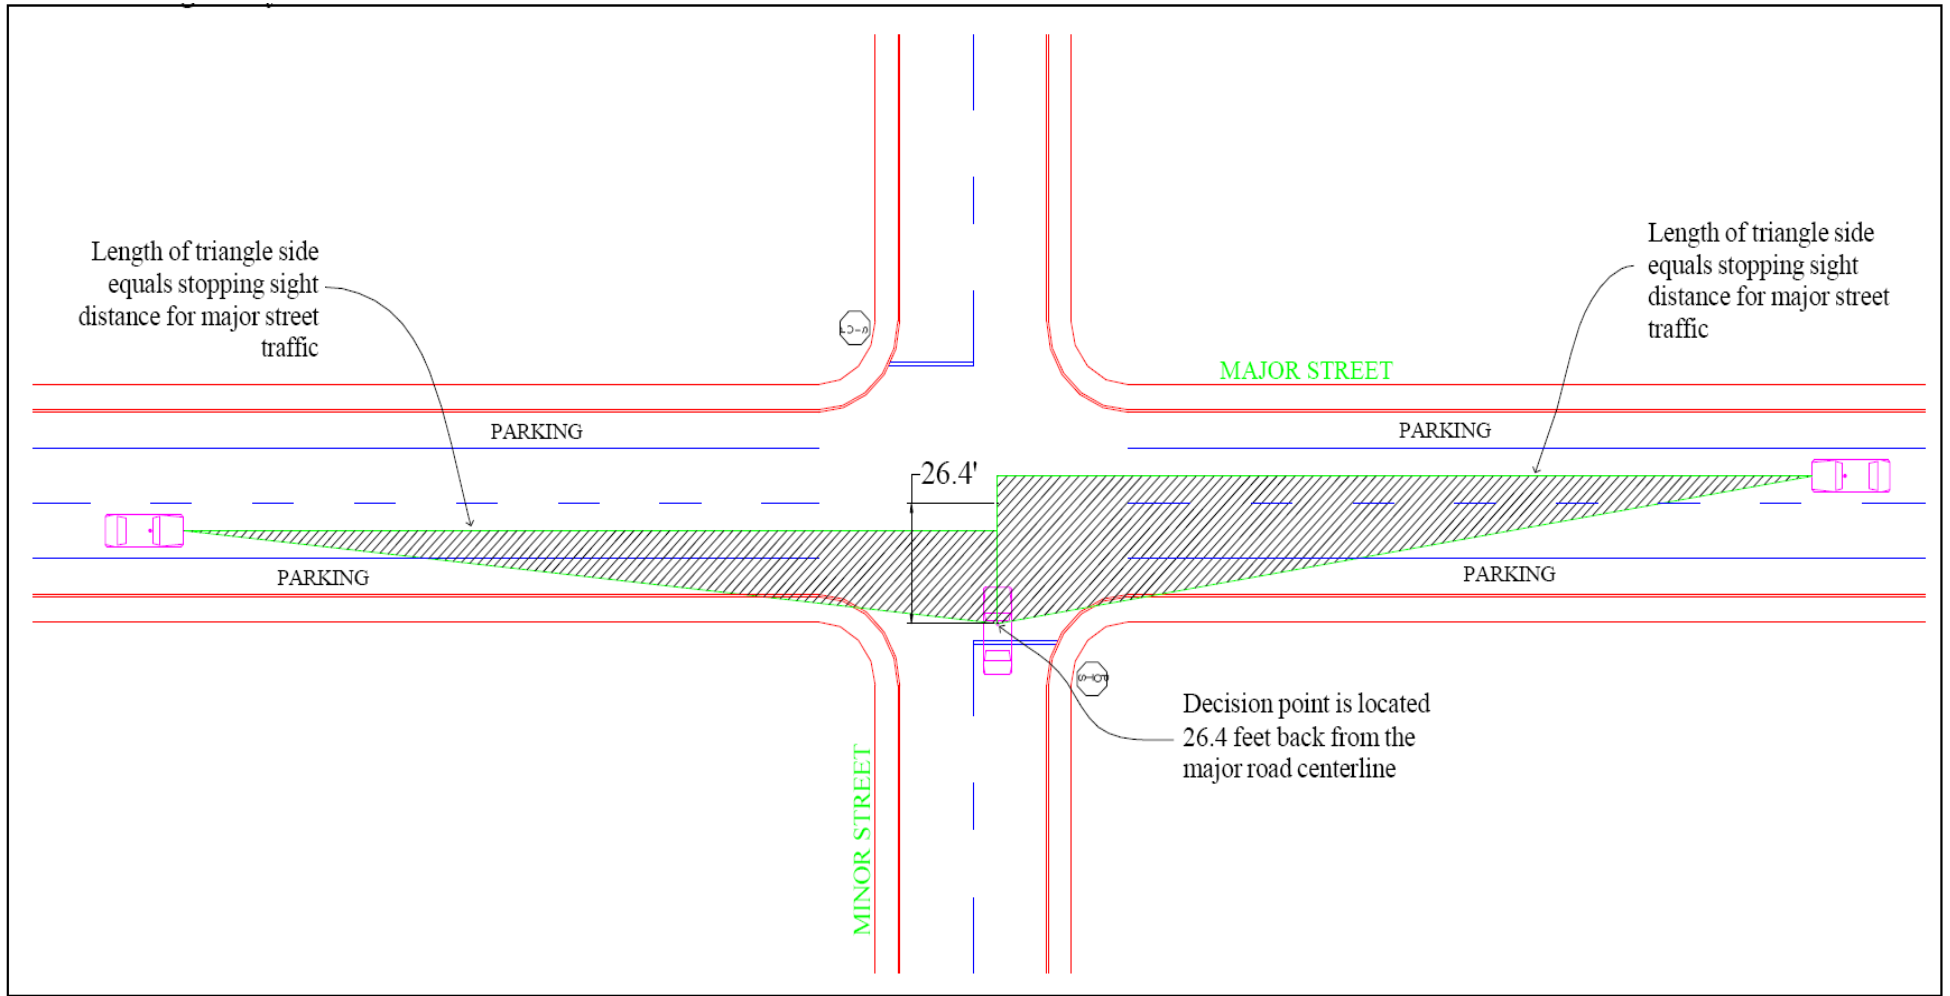 Length of triangle side
equals stopping sight
distance for major street
traffic
Length of triangle side
equals stopping sight
distance for major street
traffic
MAJOR STREET
PARKING
PARKING
26.4'
PARKING
PARKING
Decision point is located
26.4 feet back from the
major road centerline
MINOR STREET